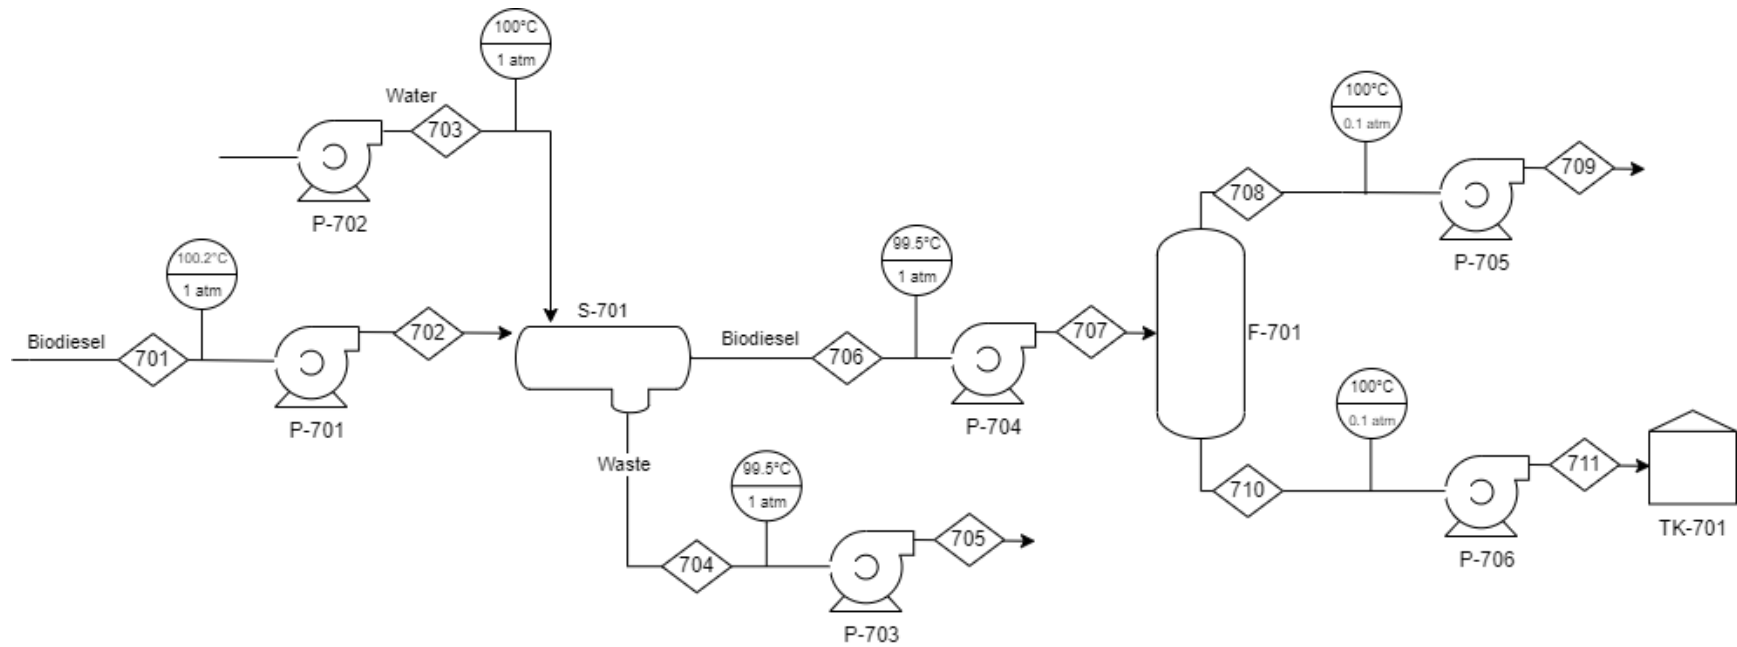 100°C
1 atm
Water
703
P-702
100.2°C
1 atm
Biodiesel
701
P-701
702
S-701
Waste
704
99.5°C
1 atm
P-703
705
Biodiesel
706
99.5°C
1 atm
P-704
707
F-701
708
100°C
0.1 atm
P-705
709
710
100°C
0.1 atm
P-706
711
TK-701